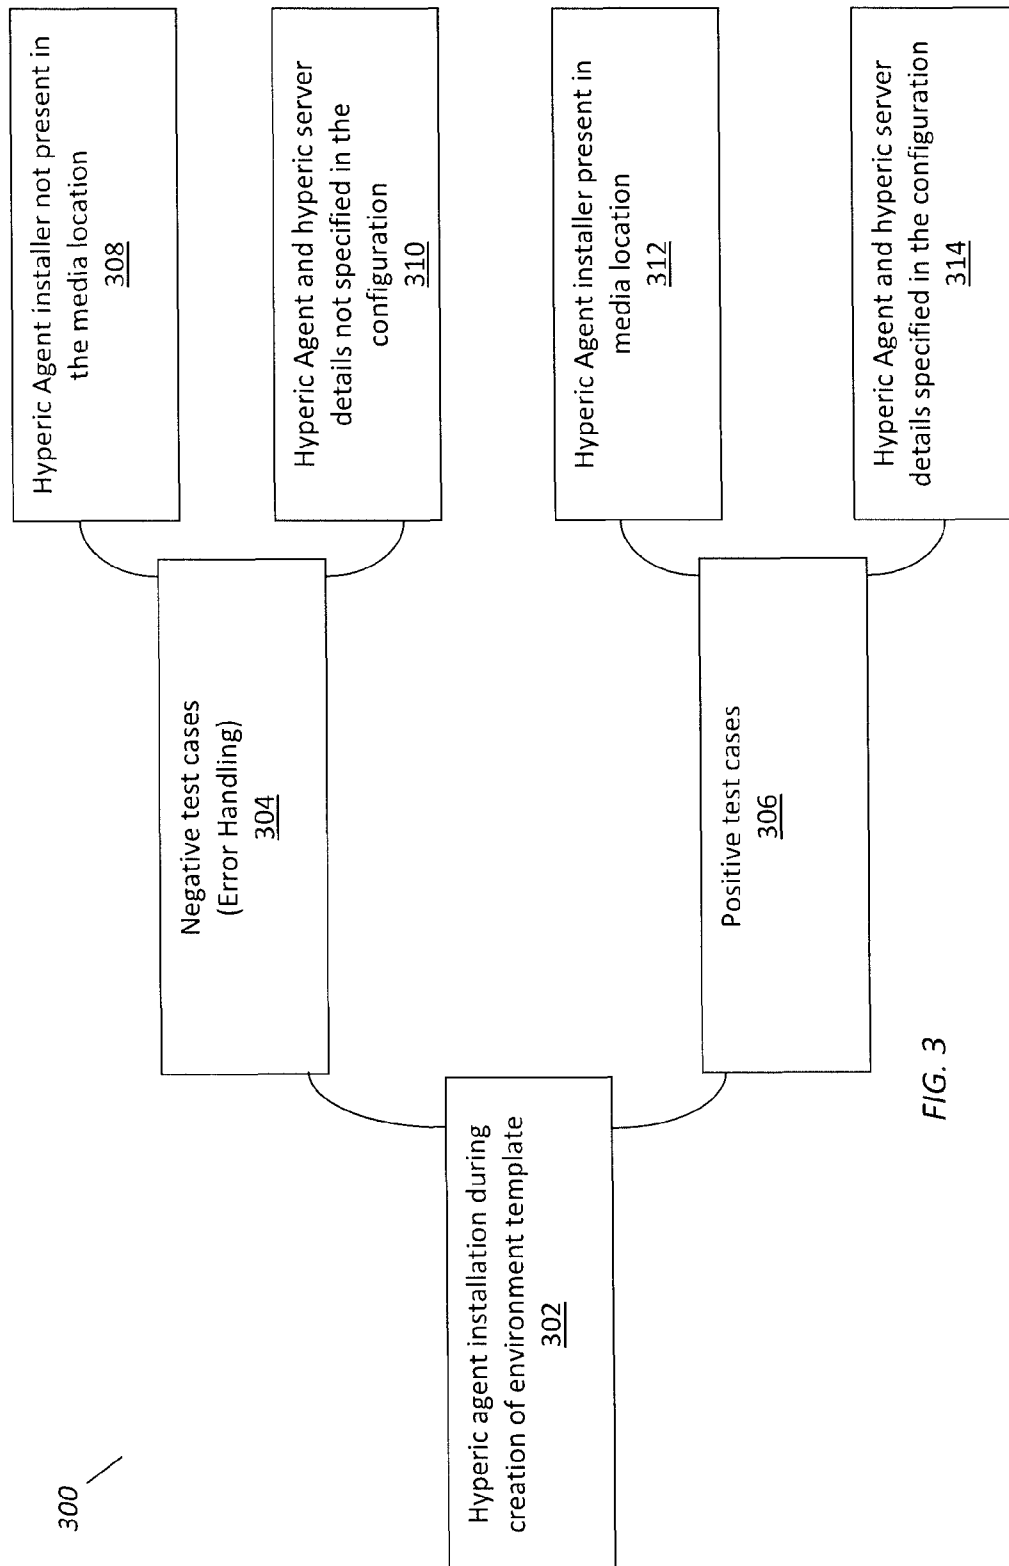 300
Hyperic agent installation during
creation of environment template
302
Negative test cases
(Error Handling)
304
Positive test cases
306
Hyperic Agent installer not present in
the media location
308
Hyperic Agent and hyperic server
details not specified in the
configuration
310
Hyperic Agent installer present in
media location
312
Hyperic Agent and hyperic server
details specified in the configuration
314
FIG. 3